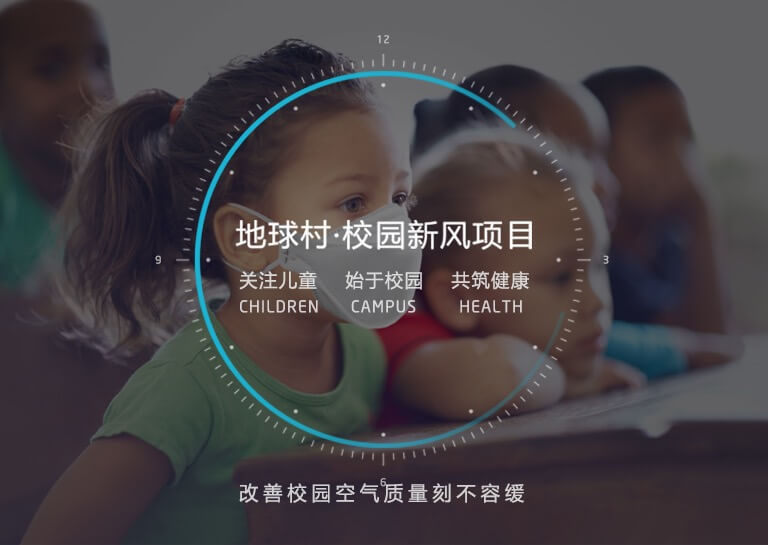 12
地球村·校园新风项目
9
3
关注儿童 始于校园 共筑健康
CHILDREN CAMPUS HEALTH
6
改善校园空气质量刻不容缓